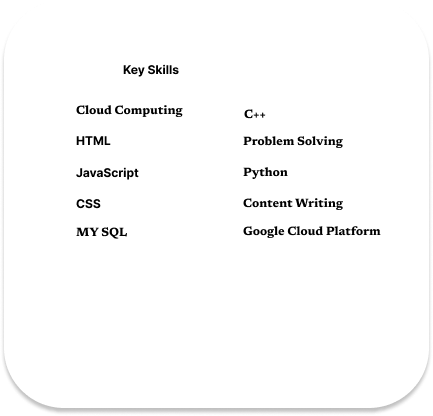 Key Skills
Cloud Computing
C++
HTML
Problem Solving
JavaScript
Python
CSS
Content Writing
MY SQL
Google Cloud Platform